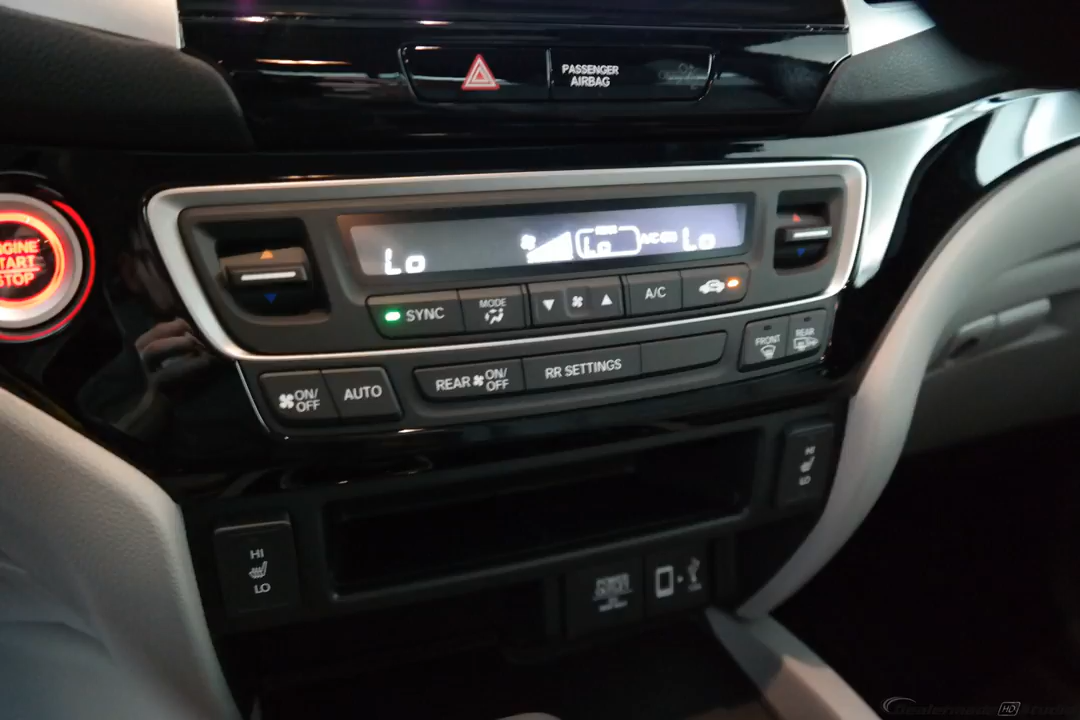 PASSENGER
AIRBAG
ENGINE
START
STOP
Lo
Lo
A/C ON
Lo
SYNC
MODE
A/C
ON/
OFF
AUTO
REAR ON/
OFF
RR SETTINGS
FRONT
REAR
HI
LO
HI
LO